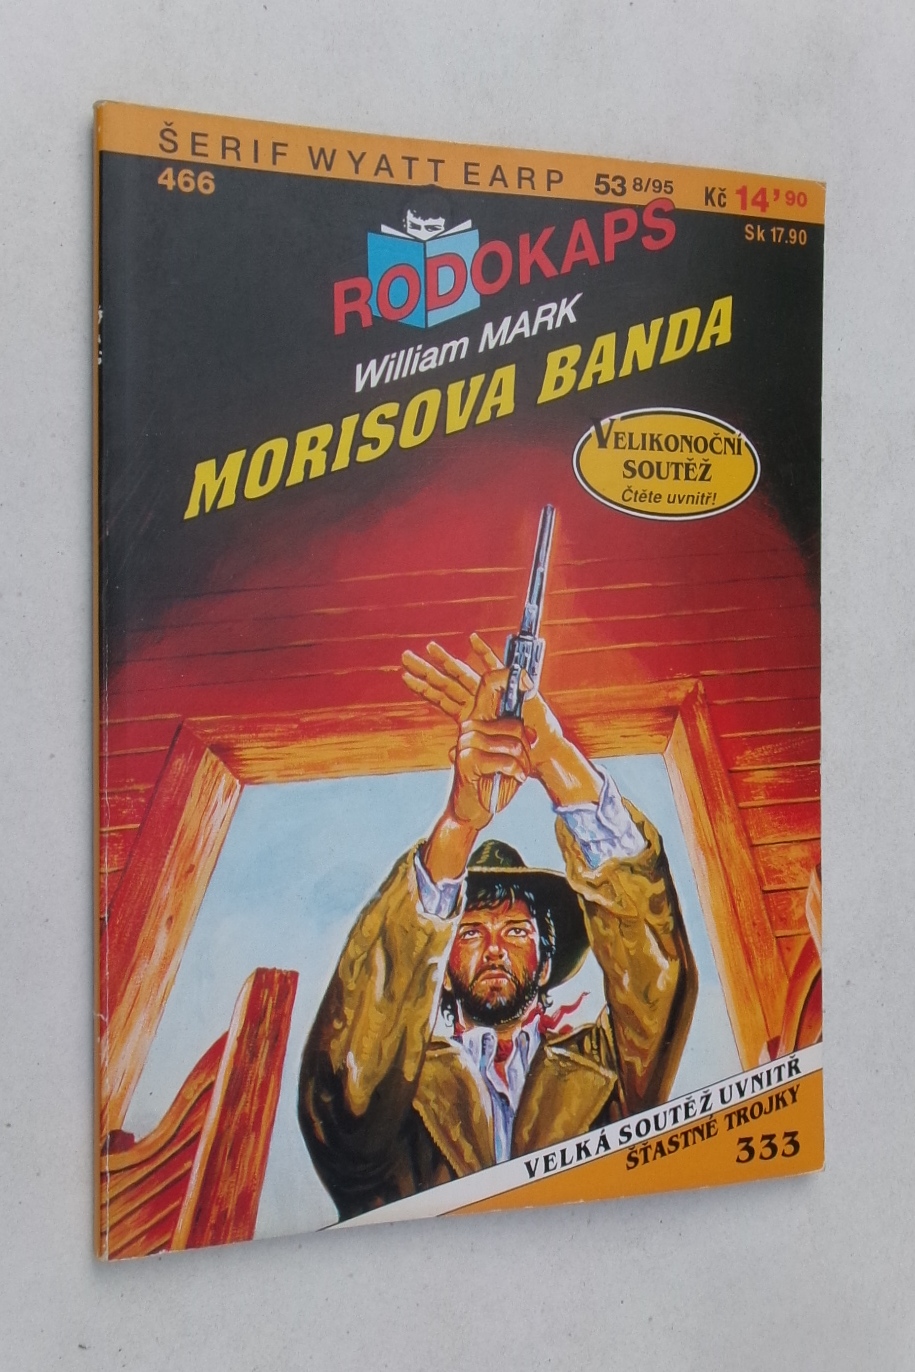 ŠERIF WYATT EARP 53 8/95 Kč 14'90
466
Sk 17.90
RODOKAPS
William MARK
MORISOVA BANDA
VELIKONOČNÍ
SOUTĚŽ
Čtěte uvnitř!
VELKÁ SOUTĚŽ UVNITŘ
ŠŤASTNÉ TROJKY
333